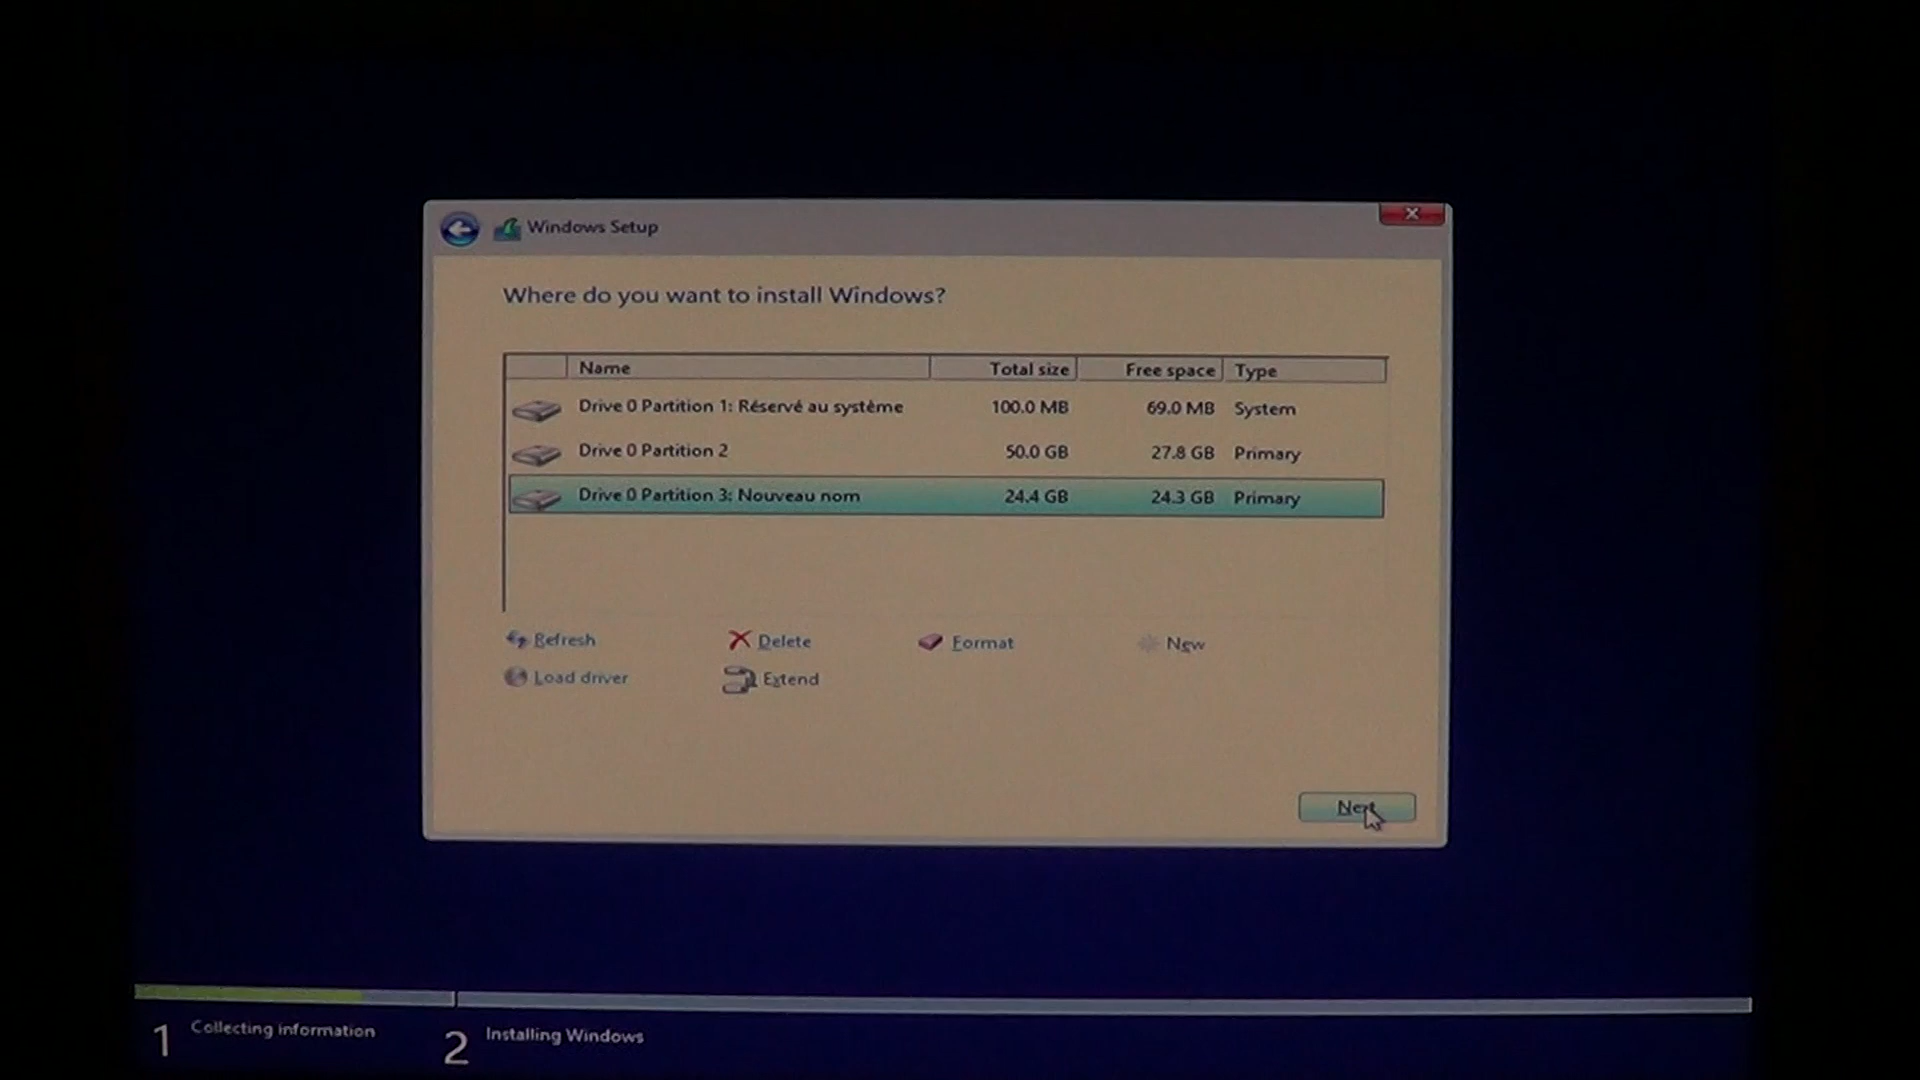 Windows Setup
Where do you want to install Windows?
Name Total size Free space Type
Drive 0 Partition 1: Réservé au système 100.0 MB 69.0 MB System
Drive 0 Partition 2 50.0 GB 27.8 GB Primary
Drive 0 Partition 3: Nouveau nom 24.4 GB 24.3 GB Primary
Refresh Delete Format New
Load driver Extend
Next
1 Collecting information 2 Installing Windows